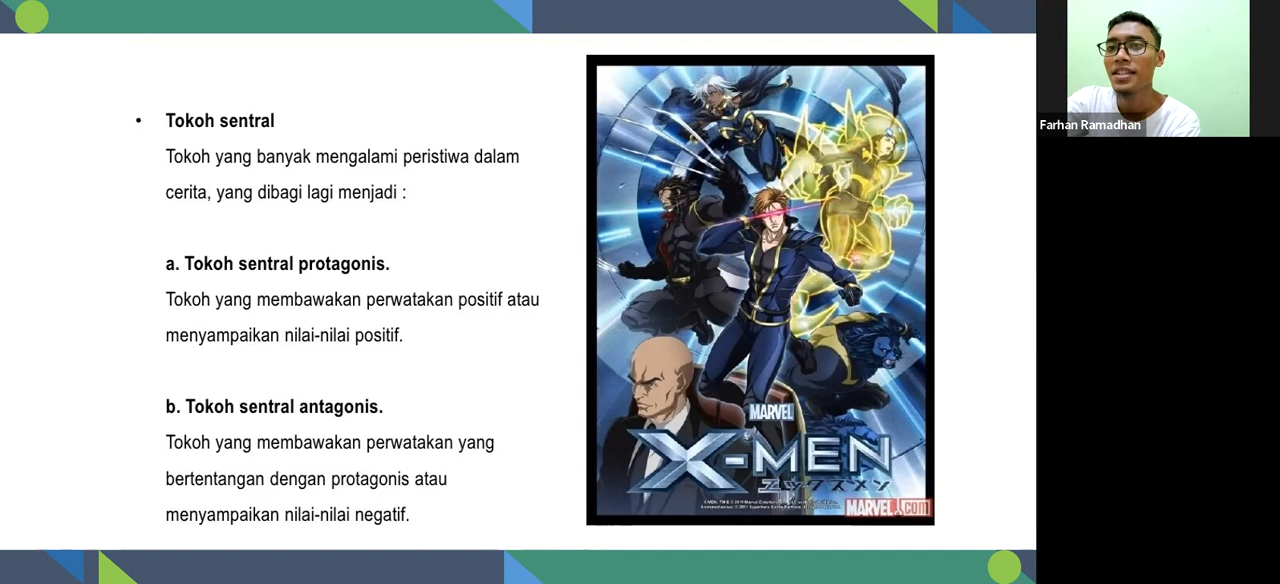 • Tokoh sentral
Tokoh yang banyak mengalami peristiwa dalam
cerita, yang dibagi lagi menjadi :
a. Tokoh sentral protagonis.
Tokoh yang membawakan perwatakan positif atau
menyampaikan nilai-nilai positif.
b. Tokoh sentral antagonis.
Tokoh yang membawakan perwatakan yang
bertentangan dengan protagonis atau
menyampaikan nilai-nilai negatif.
MARVEL
X-MEN
エックスメン
MARVEL.com
Farhan Ramadhan